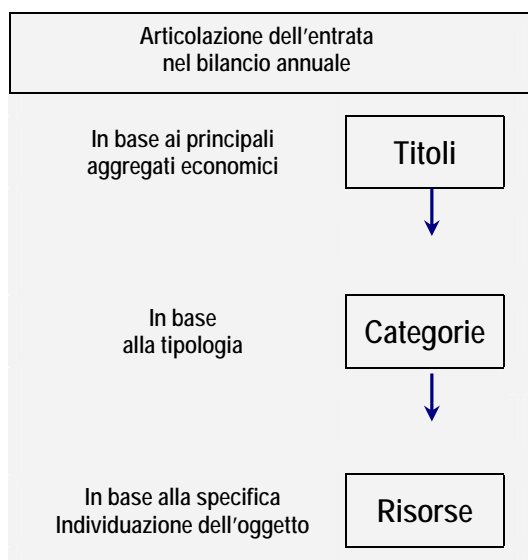 Articolazione dell'entrata
nel bilancio annuale
In base ai principali
aggregati economici
Titoli
In base
alla tipologia
Categorie
In base alla specifica
Individuazione dell'oggetto
Risorse